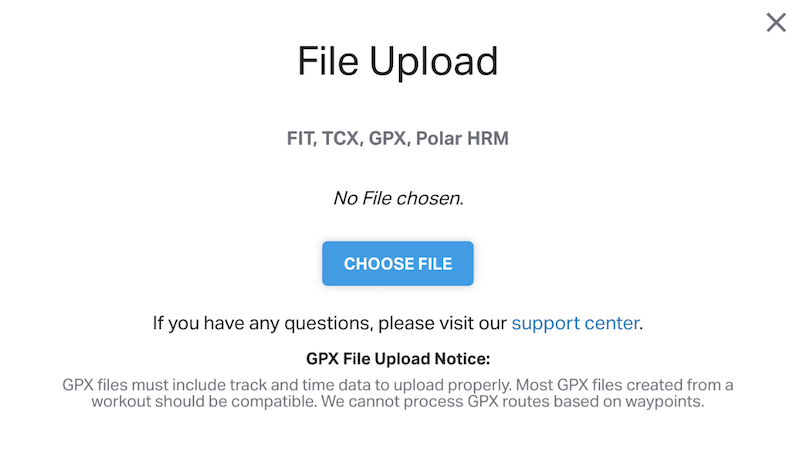 File Upload
FIT, TCX, GPX, Polar HRM
No File chosen.
CHOOSE FILE
If you have any questions, please visit our support center.
GPX File Upload Notice:
GPX files must include track and time data to upload properly. Most GPX files created from a
workout should be compatible. We cannot process GPX routes based on waypoints.